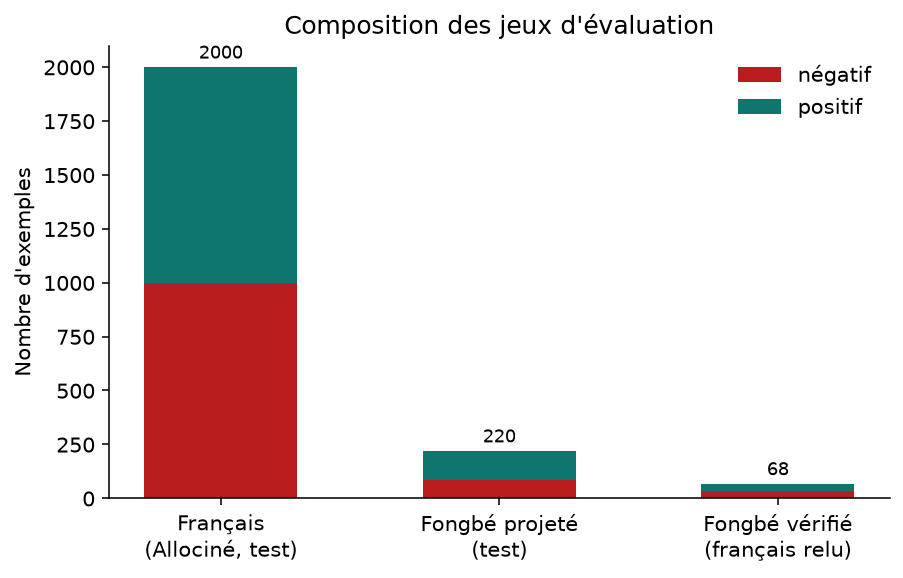 Composition des jeux d'évaluation
2000
négatif
positif
Nombre d'exemples
2000
1750
1500
1250
1000
750
500
250
0
220
68
Français
(Allociné, test)
Fongbé projeté
(test)
Fongbé vérifié
(français relu)